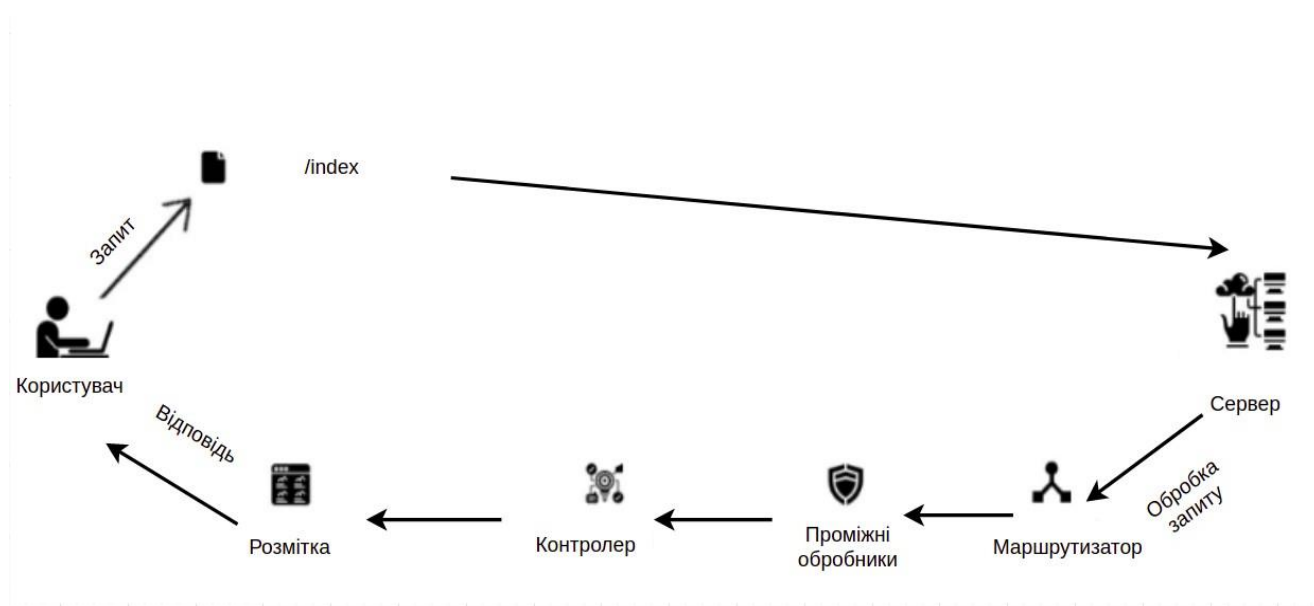 /index
Запит
Користувач
Сервер
Відповідь
Обробка
запиту
Розмітка
Контролер
Проміжні
обробники
Маршрутизатор